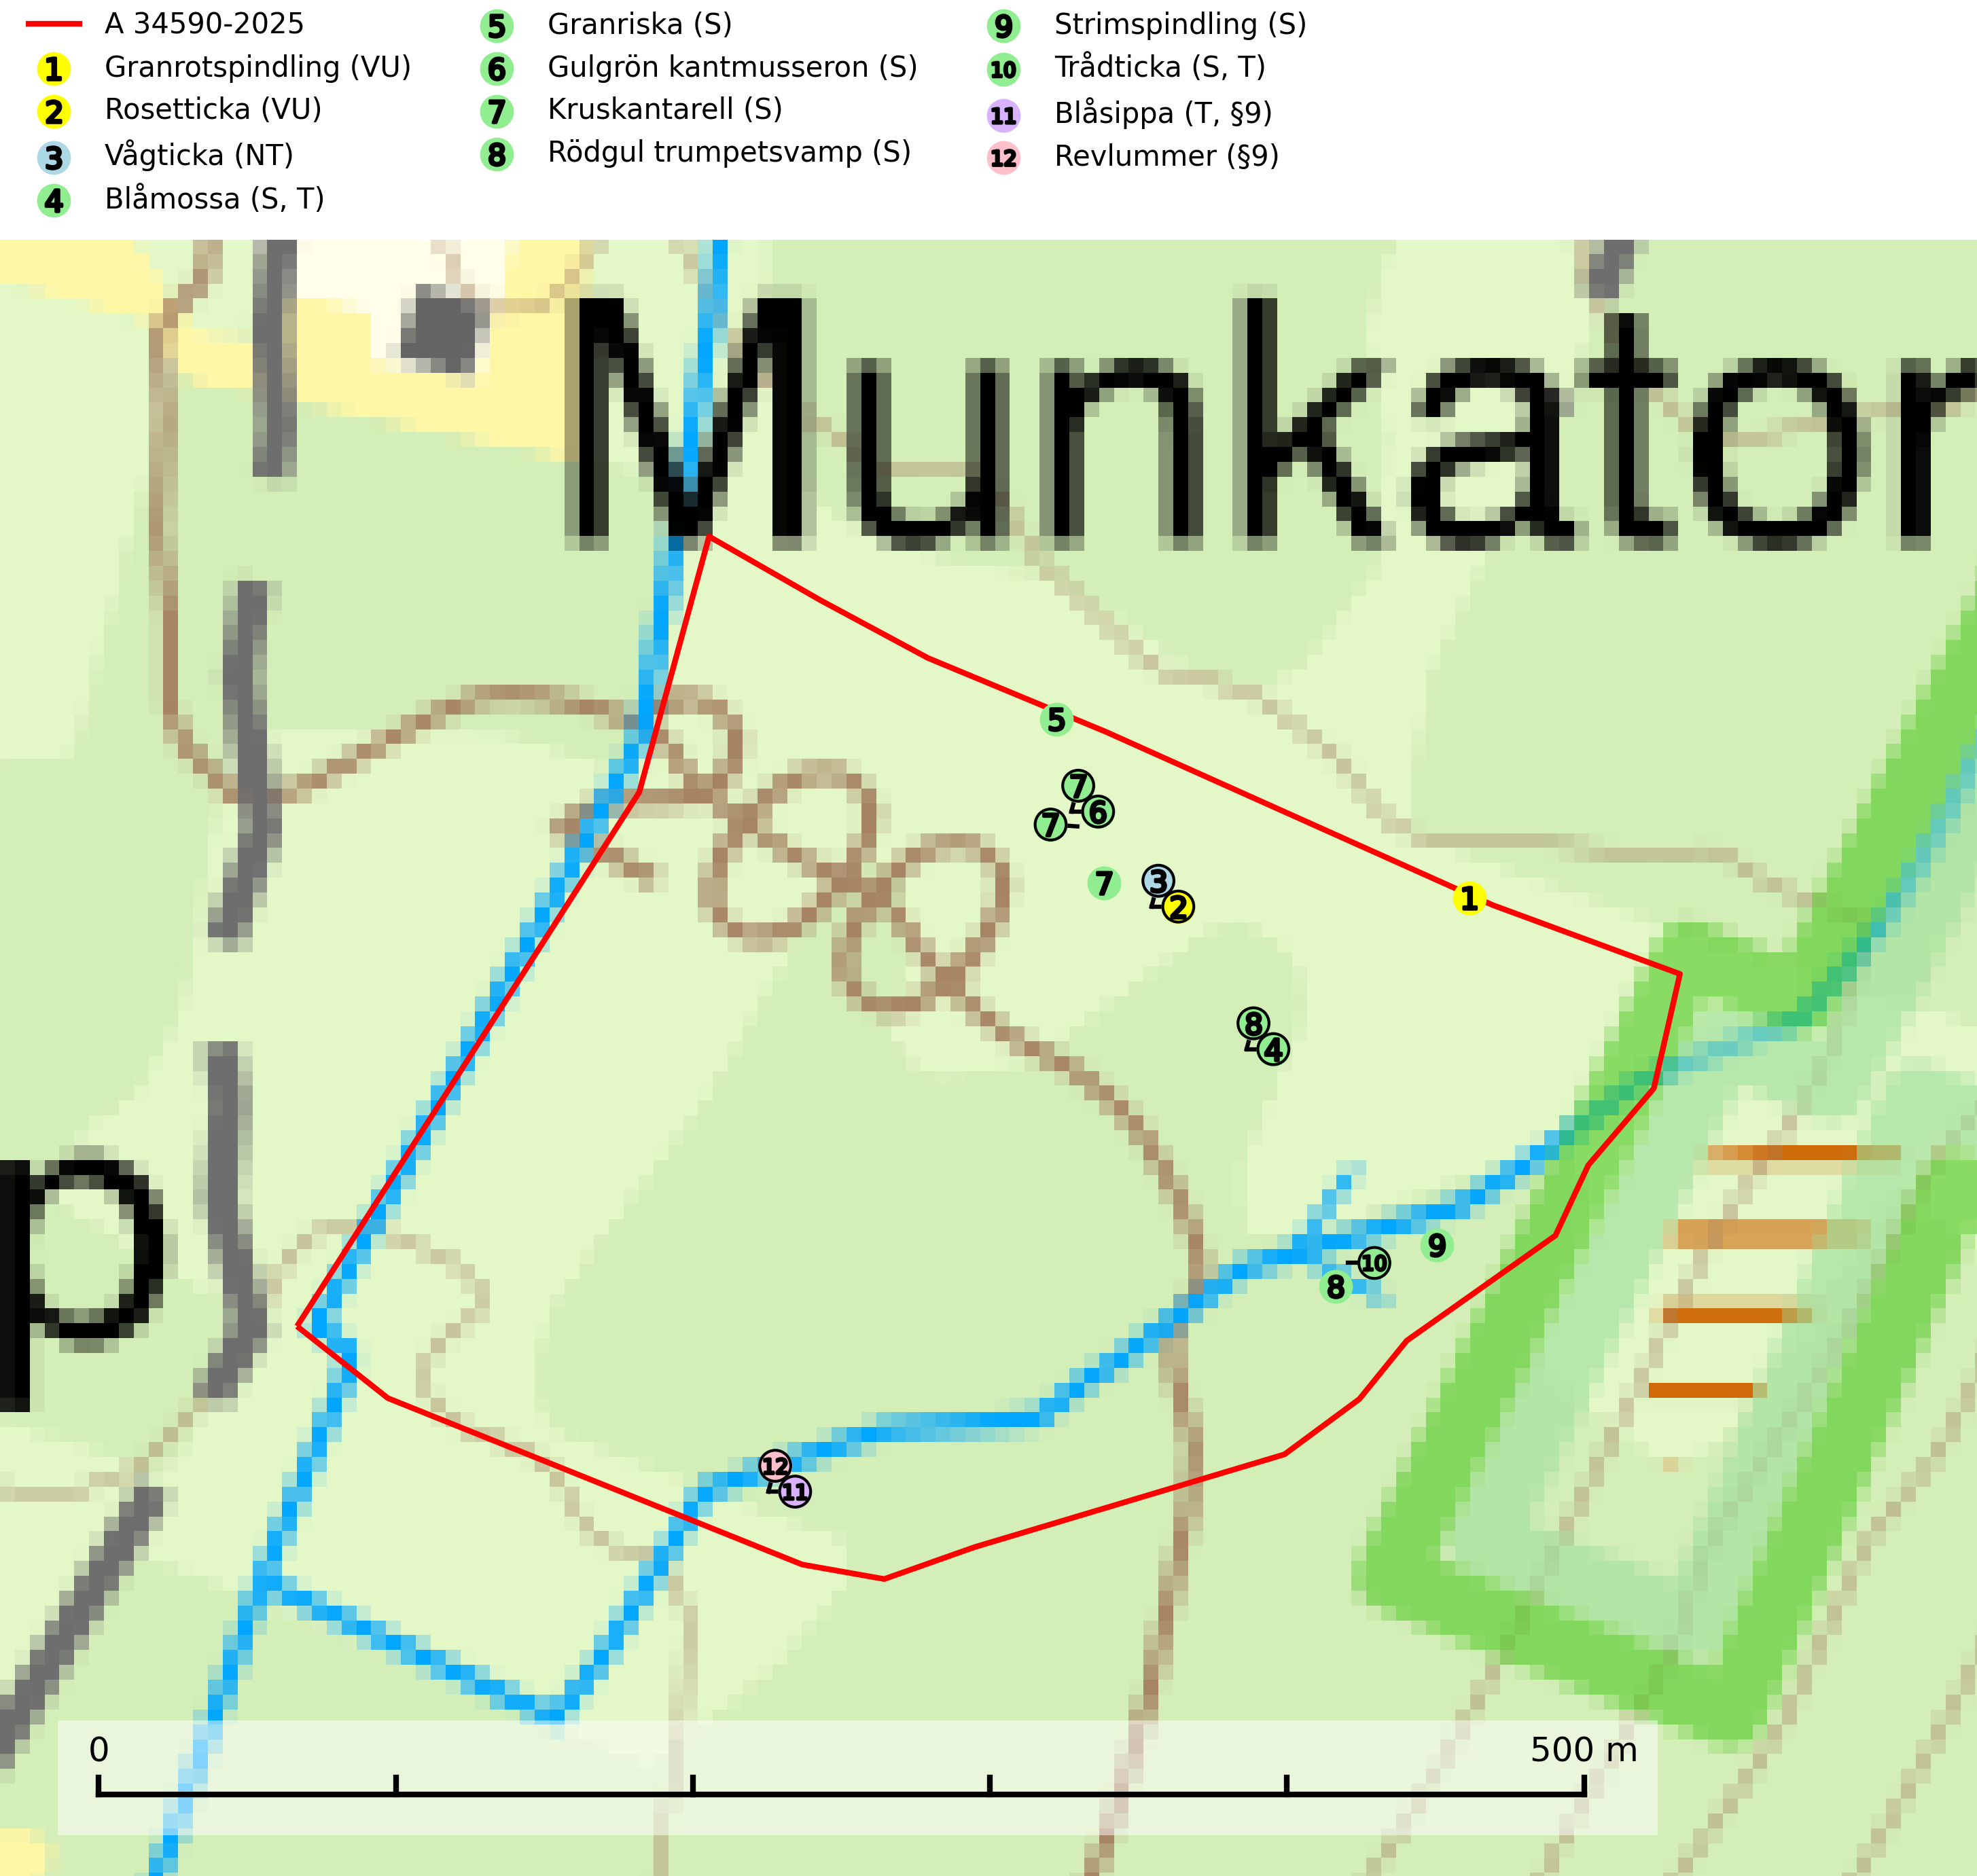 A 34590-2025
1 Granrotspindling (VU)
2 Rosetticka (VU)
3 Vågticka (NT)
4 Blåmossa (S, T)
5 Granriska (S)
6 Gulgrön kantmusseron (S)
7 Kruskantarell (S)
8 Rödgul trumpetsvamp (S)
9 Strimspindling (S)
10 Trådticka (S, T)
11 Blåsippa (T, §9)
12 Revlummer (§9)
Munkator
5
7
6
7
7
3
2
1
8
4
p
9
10
8
12
11
0 500 m